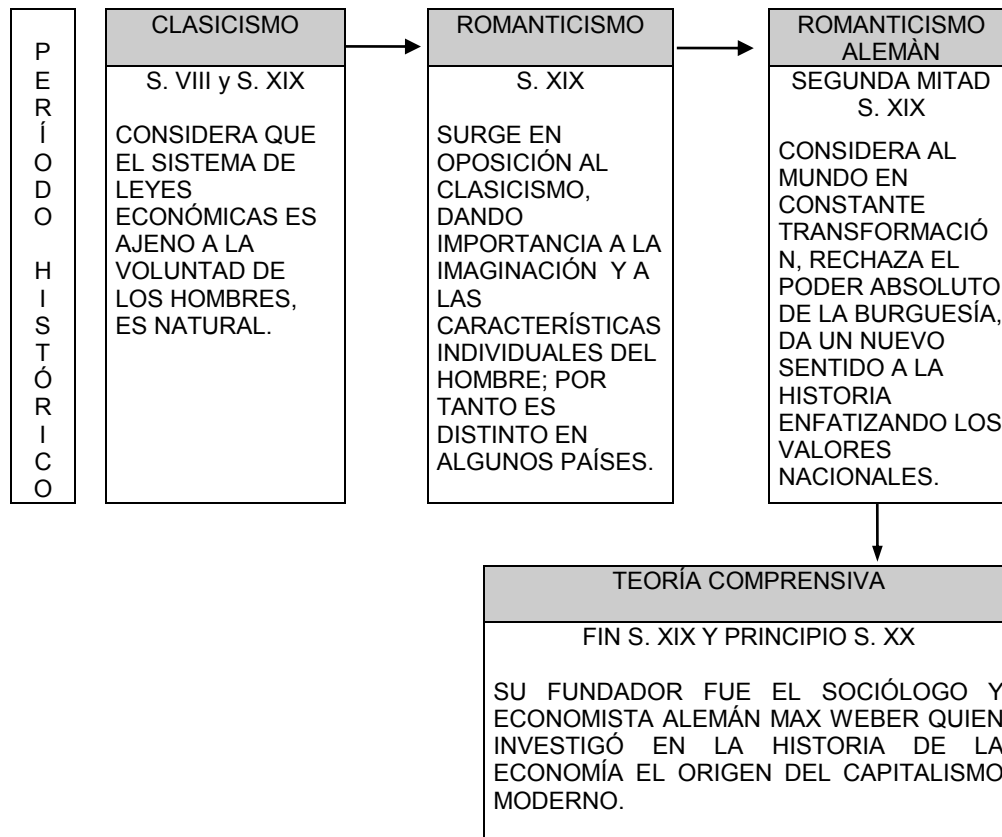 P
E
R
Í
O
D
O
H
I
S
T
Ó
R
I
C
O
CLASICISMO
S. VIII y S. XIX
CONSIDERA QUE
EL SISTEMA DE
LEYES
ECONÓMICAS ES
AJENO A LA
VOLUNTAD DE
LOS HOMBRES,
ES NATURAL.
ROMANTICISMO
S. XIX
SURGE EN
OPOSICIÓN AL
CLASICISMO,
DANDO
IMPORTANCIA A LA
IMAGINACIÓN Y A
LAS
CARACTERÍSTICAS
INDIVIDUALES DEL
HOMBRE; POR
TANTO ES
DISTINTO EN
ALGUNOS PAÍSES.
ROMANTICISMO
ALEMÀN
SEGUNDA MITAD
S. XIX
CONSIDERA AL
MUNDO EN
CONSTANTE
TRANSFORMACIÓ
N, RECHAZA EL
PODER ABSOLUTO
DE LA BURGUESÍA,
DA UN NUEVO
SENTIDO A LA
HISTORIA
ENFATIZANDO LOS
VALORES
NACIONALES.
TEORÍA COMPRENSIVA
FIN S. XIX Y PRINCIPIO S. XX
SU FUNDADOR FUE EL SOCIÓLOGO Y
ECONOMISTA ALEMÁN MAX WEBER QUIEN
INVESTIGÓ EN LA HISTORIA DE LA
ECONOMÍA EL ORIGEN DEL CAPITALISMO
MODERNO.